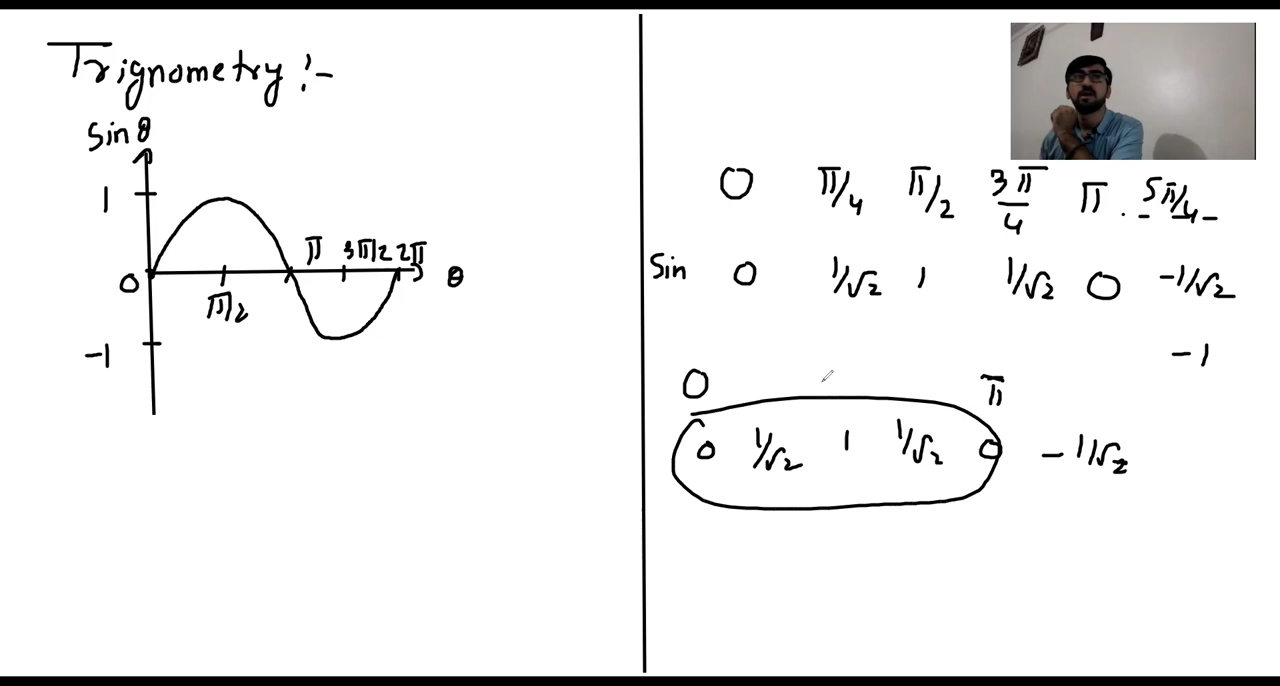 Trignometry :-
Sin θ
1
π 3π/2 2π
0 θ
π/2
-1
0 π/4 π/2 3π/4 π . 5π/4
Sin 0 1/√2 1 1/√2 0 -1/√2
-1
0 π
0 1/√2 1 1/√2 0 -1/√2